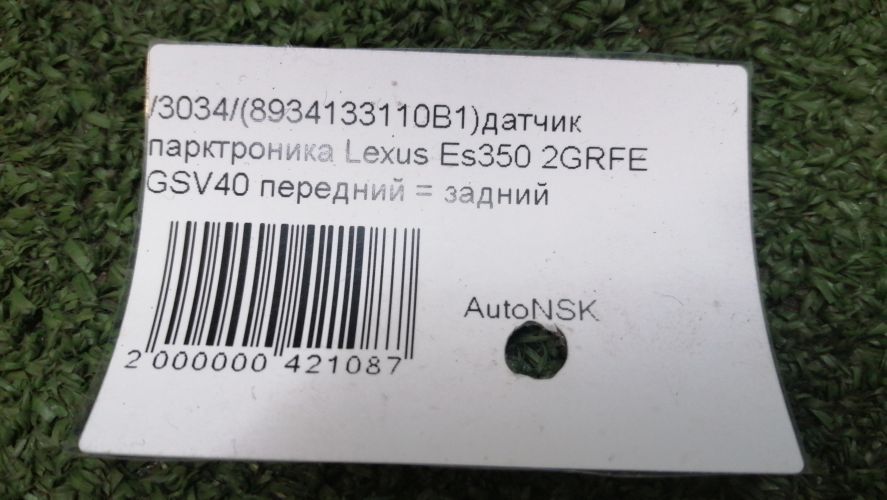 /3034/(8934133110B1)датчик
парктроника Lexus Es350 2GRFE
GSV40 передний = задний
AutoNSK
2 000000 421087